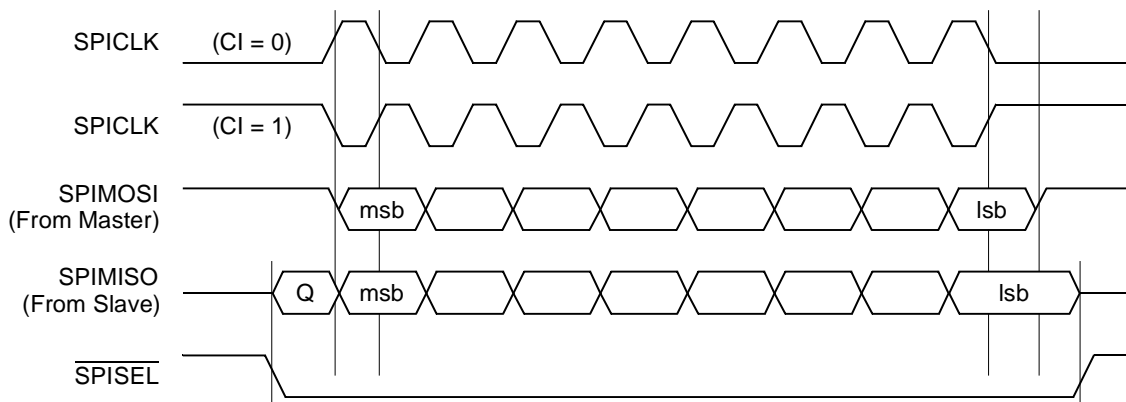 SPICLK (CI = 0)
SPICLK (CI = 1)
SPIMOSI
(From Master)
msb lsb
SPIMISO
(From Slave)
Q msb lsb
SPISEL